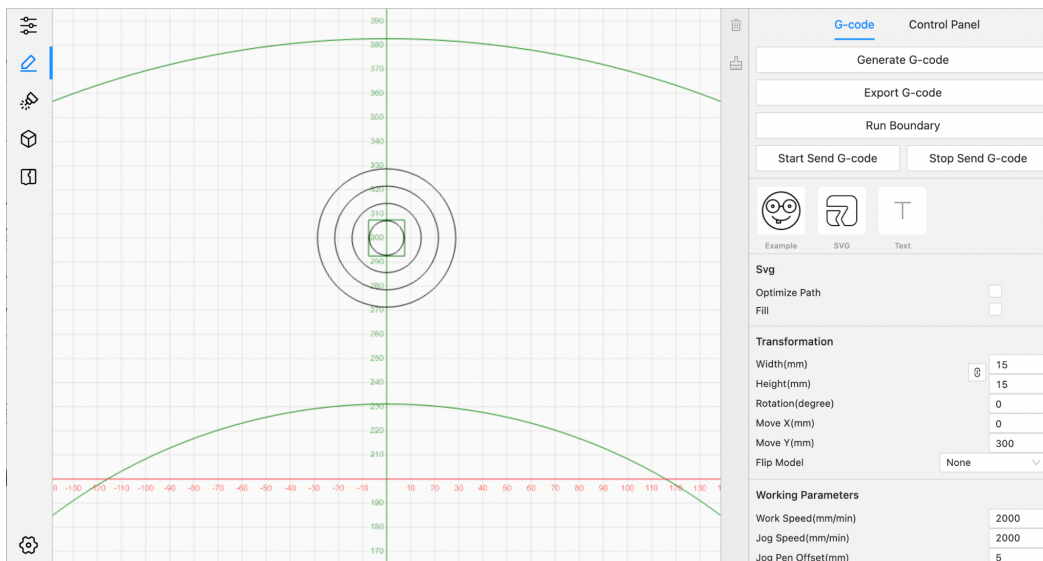 G-code Control Panel
Generate G-code
Export G-code
Run Boundary
Start Send G-code Stop Send G-code
Example SVG Text
Svg
Optimize Path
Fill
Transformation
Width(mm) 15
Height(mm) 15
Rotation(degree) 0
Move X(mm) 0
Move Y(mm) 300
Flip Model None
Working Parameters
Work Speed(mm/min) 2000
Jog Speed(mm/min) 2000
Jog Pen Offset(mm) 5
390
380
370
360
350
340
330
320
310
300
290
280
270
260
250
240
230
220
210
-130 -120 -110 -100 -90 -80 -70 -60 -50 -40 -30 -20 -10 10 20 30 40 50 60 70 80 90 100 110 120 130
190
180
170